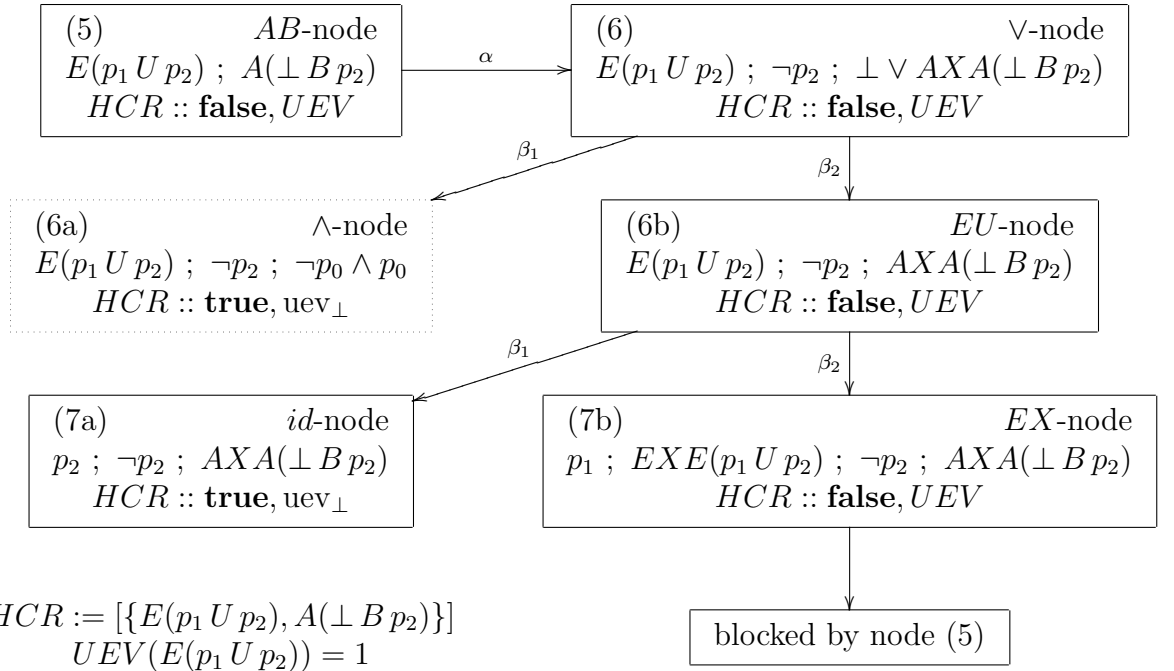 (5) AB-node
E(p₁ U p₂) ; A(⊥ B p₂)
HCR :: false, UEV
α
(6) ∨-node
E(p₁ U p₂) ; ¬p₂ ; ⊥ ∨ AXA(⊥ B p₂)
HCR :: false, UEV
β₁
β₂
(6a) ∧-node
E(p₁ U p₂) ; ¬p₂ ; ¬p₀ ∧ p₀
HCR :: true, uev⊥
(6b) EU-node
E(p₁ U p₂) ; ¬p₂ ; AXA(⊥ B p₂)
HCR :: false, UEV
β₁
β₂
(7a) id-node
p₂ ; ¬p₂ ; AXA(⊥ B p₂)
HCR :: true, uev⊥
(7b) EX-node
p₁ ; EXE(p₁ U p₂) ; ¬p₂ ; AXA(⊥ B p₂)
HCR :: false, UEV
HCR := [{E(p₁ U p₂), A(⊥ B p₂)}]
UEV(E(p₁ U p₂)) = 1
blocked by node (5)